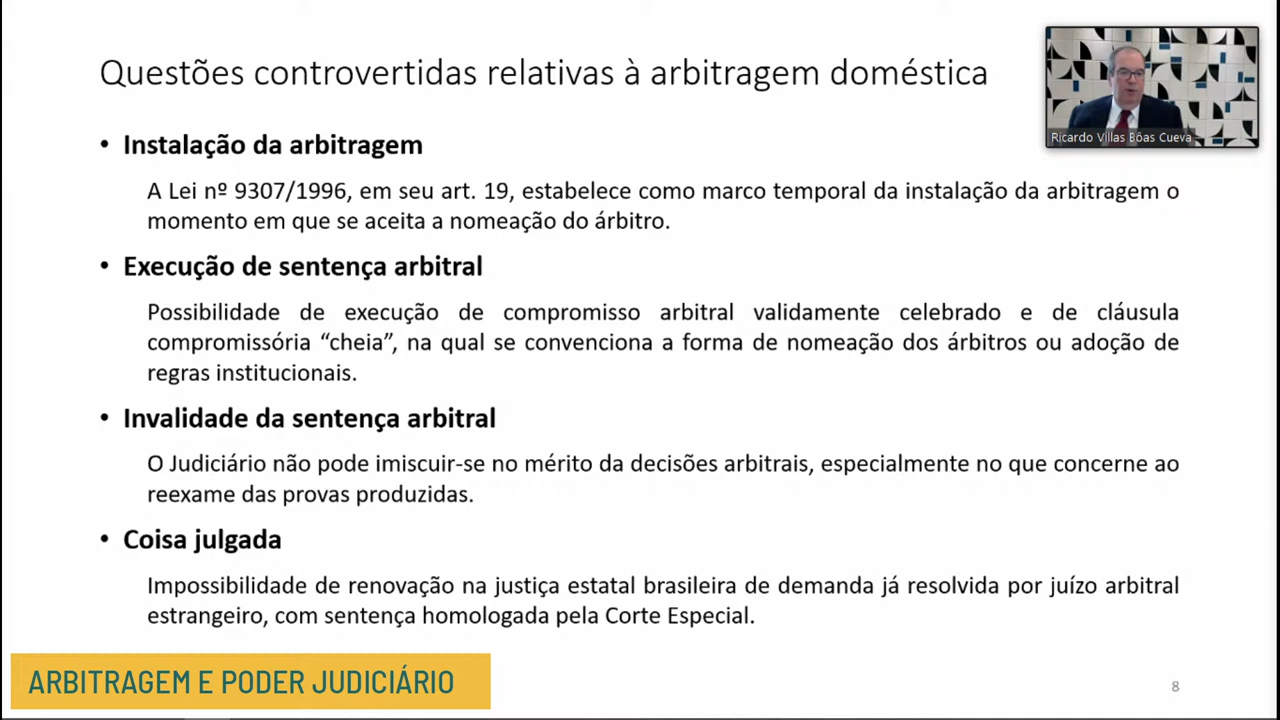 Questões controvertidas relativas à arbitragem doméstica
Ricardo Villas Bôas Cueva
• Instalação da arbitragem
A Lei nº 9307/1996, em seu art. 19, estabelece como marco temporal da instalação da arbitragem o
momento em que se aceita a nomeação do árbitro.
• Execução de sentença arbitral
Possibilidade de execução de compromisso arbitral validamente celebrado e de cláusula
compromissória “cheia”, na qual se convenciona a forma de nomeação dos árbitros ou adoção de
regras institucionais.
• Invalidade da sentença arbitral
O Judiciário não pode imiscuir-se no mérito da decisões arbitrais, especialmente no que concerne ao
reexame das provas produzidas.
• Coisa julgada
Impossibilidade de renovação na justiça estatal brasileira de demanda já resolvida por juízo arbitral
estrangeiro, com sentença homologada pela Corte Especial.
ARBITRAGEM E PODER JUDICIÁRIO
8